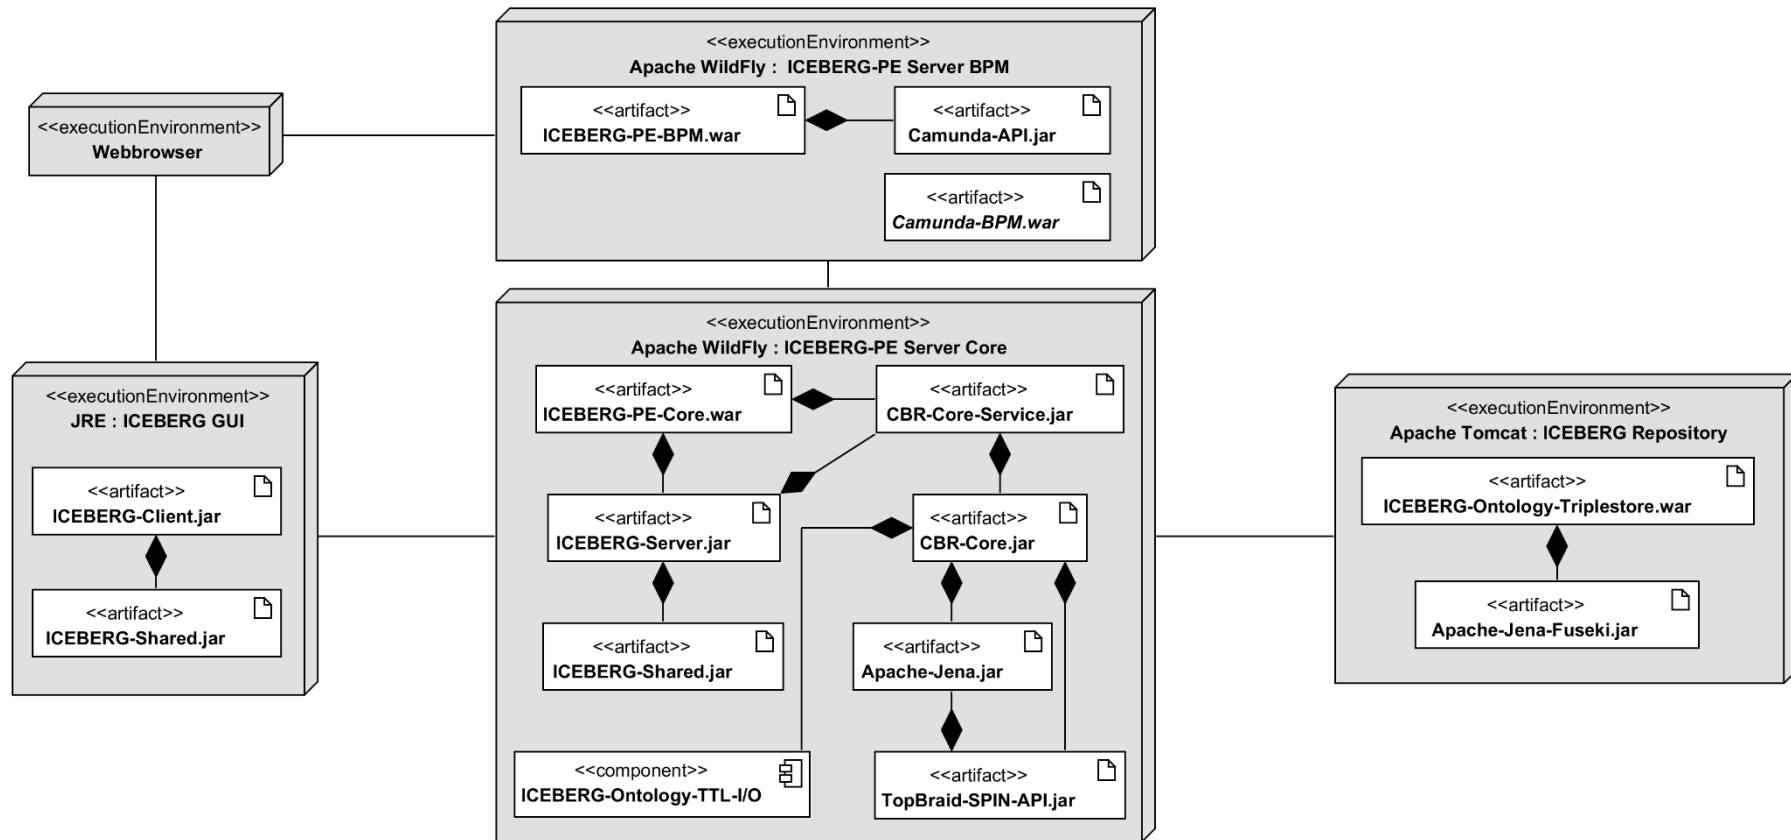 <<executionEnvironment>>
Apache WildFly : ICEBERG-PE Server BPM
<<artifact>>
ICEBERG-PE-BPM.war
<<artifact>>
Camunda-API.jar
<<artifact>>
Camunda-BPM.war
<<executionEnvironment>>
Webbrowser
<<executionEnvironment>>
JRE : ICEBERG GUI
<<artifact>>
ICEBERG-Client.jar
<<artifact>>
ICEBERG-Shared.jar
<<executionEnvironment>>
Apache WildFly : ICEBERG-PE Server Core
<<artifact>>
ICEBERG-PE-Core.war
<<artifact>>
CBR-Core-Service.jar
<<artifact>>
ICEBERG-Server.jar
<<artifact>>
CBR-Core.jar
<<artifact>>
ICEBERG-Shared.jar
<<artifact>>
Apache-Jena.jar
<<component>>
ICEBERG-Ontology-TTL-I/O
<<artifact>>
TopBraid-SPIN-API.jar
<<executionEnvironment>>
Apache Tomcat : ICEBERG Repository
<<artifact>>
ICEBERG-Ontology-Triplestore.war
<<artifact>>
Apache-Jena-Fuseki.jar